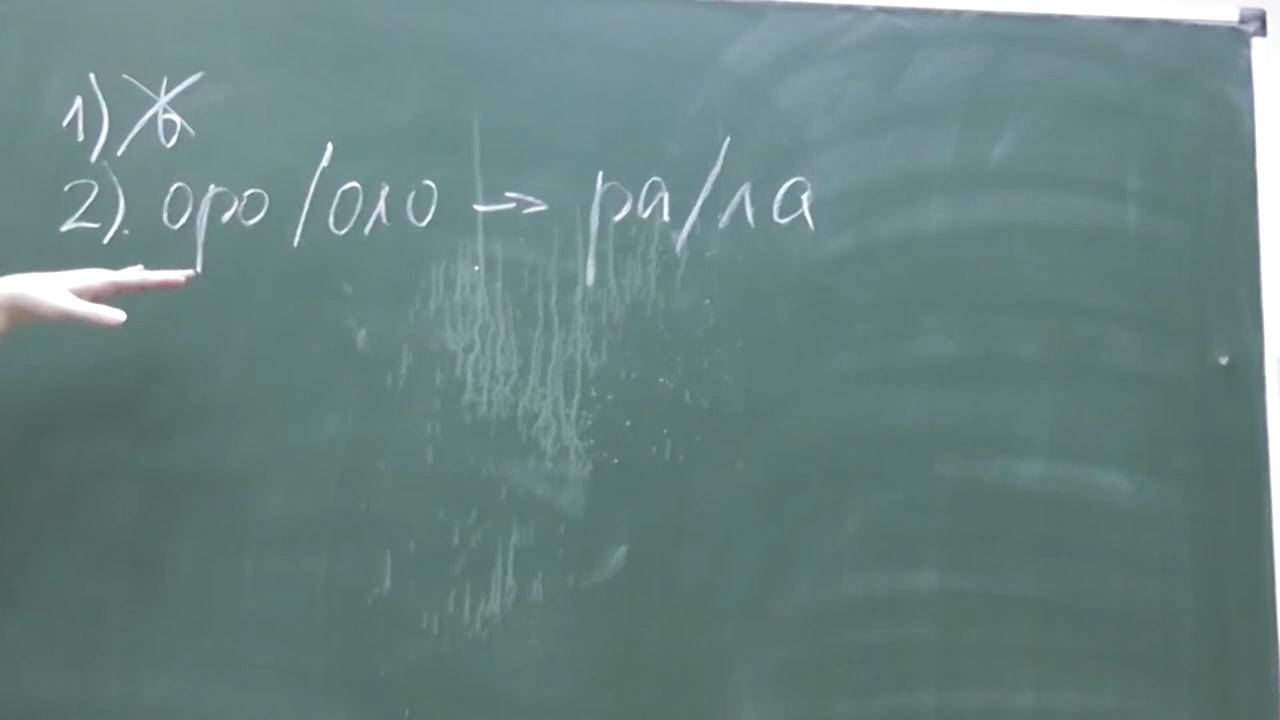 1) ь
2). оро/оло → ра/ла